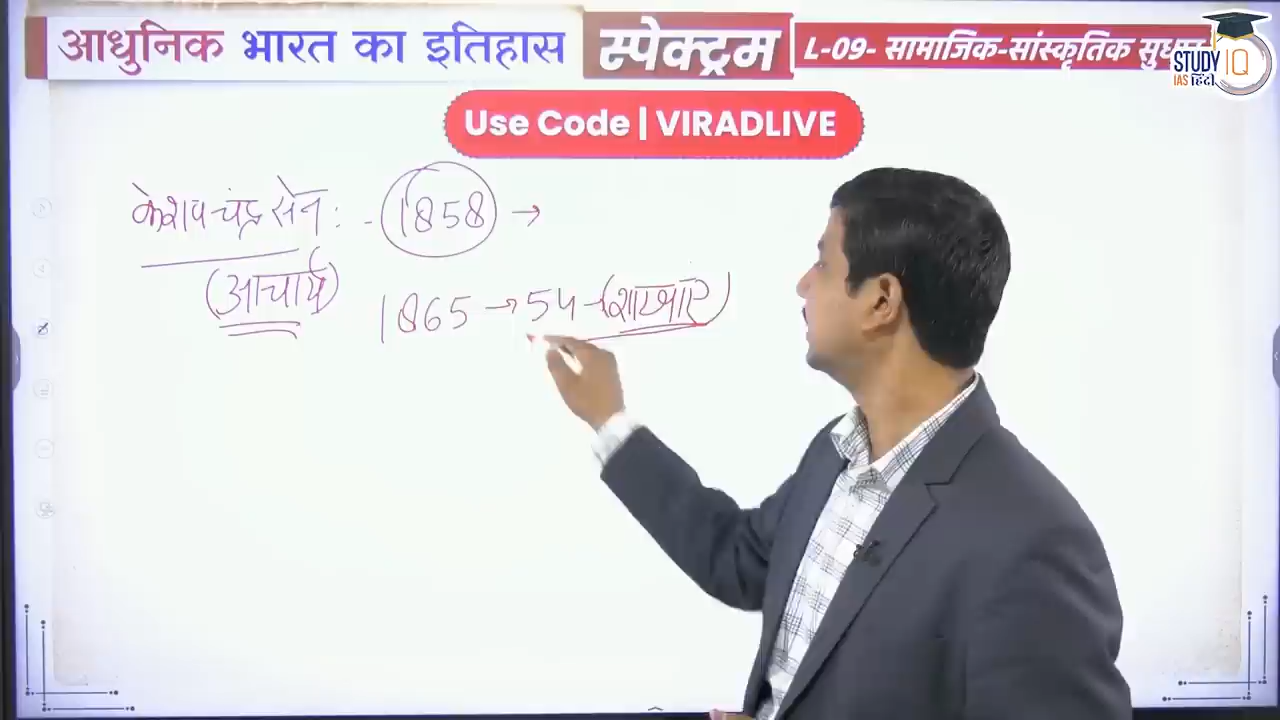 आधुनिक भारत का इतिहास स्पेक्ट्रम L-09- सामाजिक-सांस्कृतिक
STUDY IQ
IAS हिंदी
Use Code | VIRADLIVE
केशवचंद्र सेन: - 1858 →
(आचार्य)
1865 → 54 - (शाखाएं)